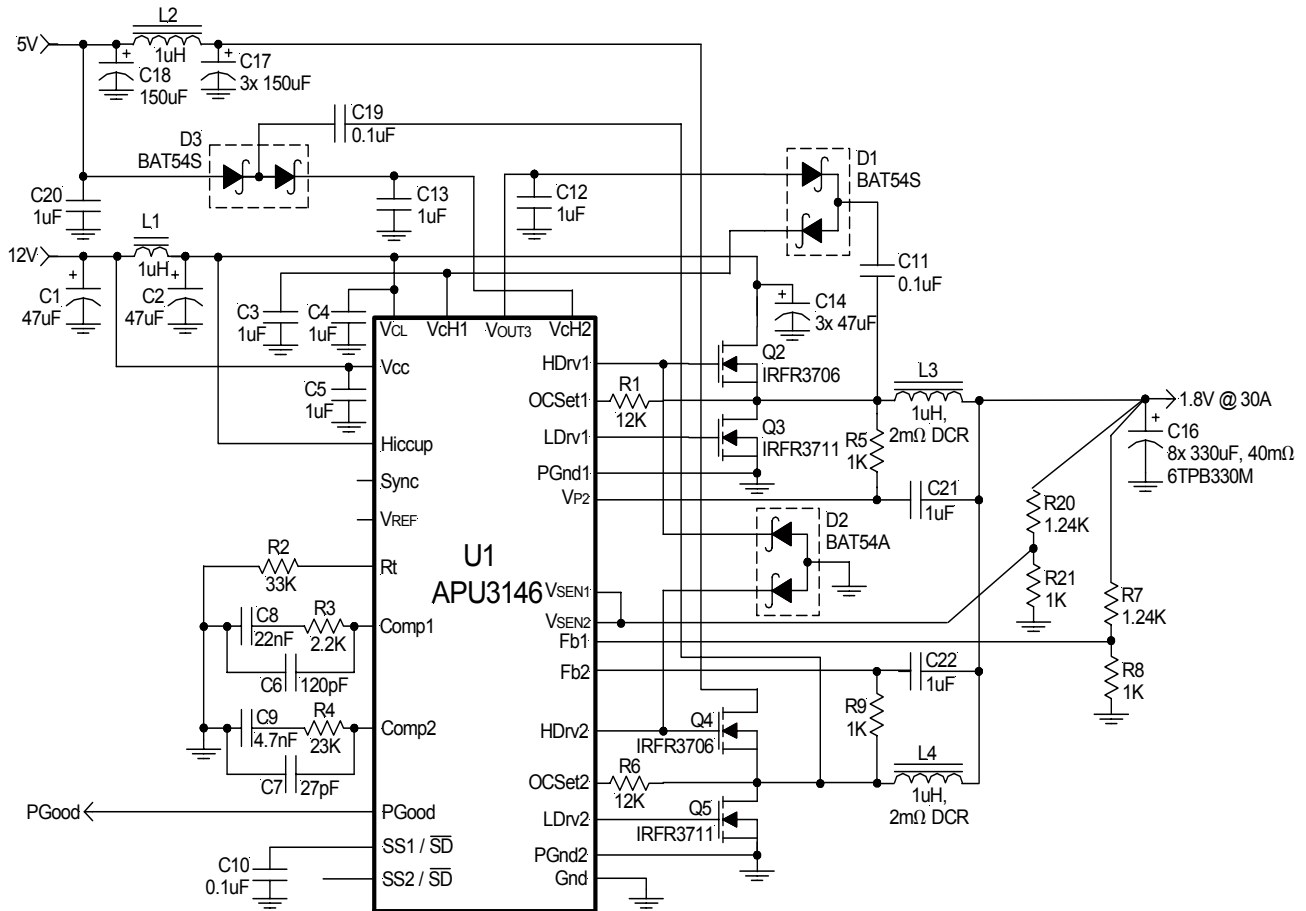 L2
5V
1uH
C18
150uF
C17
3x 150uF
C19
0.1uF
D3
BAT54S
D1
BAT54S
C20
1uF
C13
1uF
C12
1uF
L1
12V
1uH
C11
0.1uF
C1
47uF
C2
47uF
C3
1uF
C4
1uF
C14
3x 47uF
VCL
VcH1
VOUT3
VcH2
Vcc
C5
1uF
Hiccup
Sync
VREF
Rt
R2
33K
C8
22nF
R3
2.2K
Comp1
C6
120pF
C9
4.7nF
R4
23K
Comp2
C7
27pF
PGood
PGood
SS1 / SD
C10
0.1uF
SS2 / SD
U1
APU3146
HDrv1
Q2
IRFR3706
OCSet1
R1
12K
LDrv1
Q3
IRFR3711
PGnd1
VP2
L3
1uH,
2mΩ DCR
R5
1K
C21
1uF
1.8V @ 30A
C16
8x 330uF, 40mΩ
6TPB330M
D2
BAT54A
R20
1.24K
R21
1K
R7
1.24K
R8
1K
VSEN1
VSEN2
Fb1
Fb2
C22
1uF
R9
1K
HDrv2
Q4
IRFR3706
OCSet2
R6
12K
L4
1uH,
2mΩ DCR
LDrv2
Q5
IRFR3711
PGnd2
Gnd